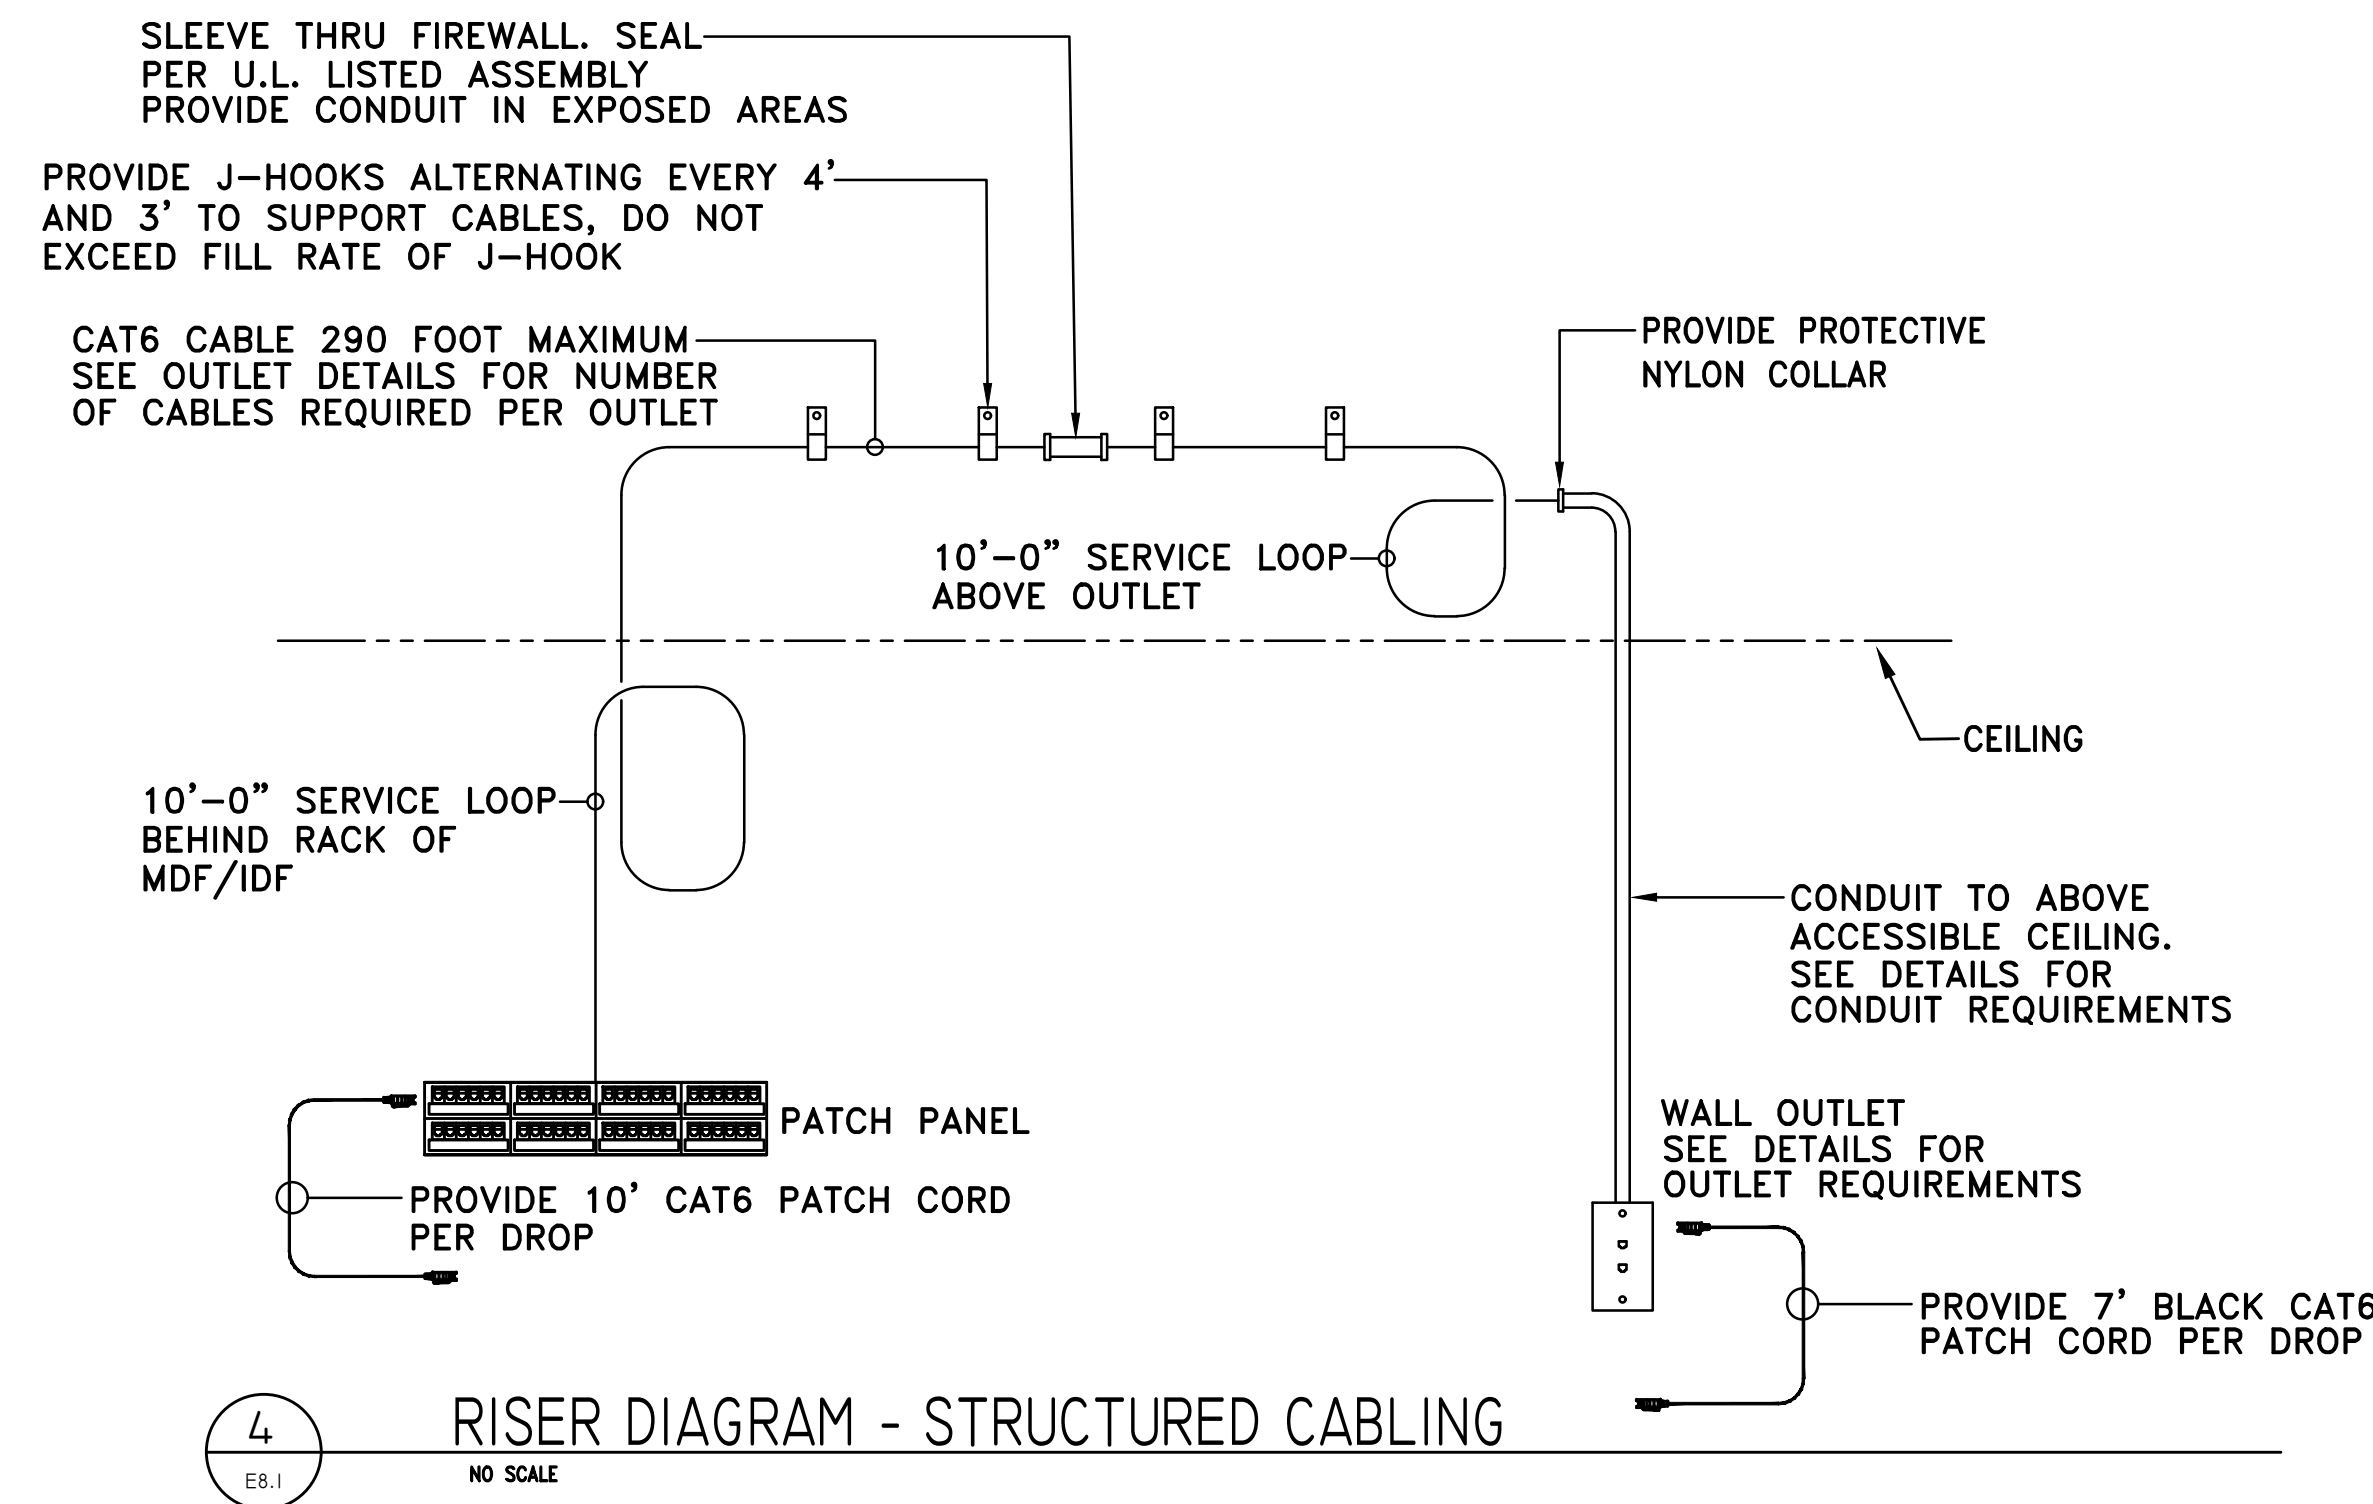 SLEEVE THRU FIREWALL. SEAL
PER U.L. LISTED ASSEMBLY
PROVIDE CONDUIT IN EXPOSED AREAS
PROVIDE J-HOOKS ALTERNATING EVERY 4'
AND 3' TO SUPPORT CABLES, DO NOT
EXCEED FILL RATE OF J-HOOK
CAT6 CABLE 290 FOOT MAXIMUM
SEE OUTLET DETAILS FOR NUMBER
OF CABLES REQUIRED PER OUTLET
PROVIDE PROTECTIVE
NYLON COLLAR
10'-0" SERVICE LOOP
ABOVE OUTLET
CEILING
10'-0" SERVICE LOOP
BEHIND RACK OF
MDF/IDF
CONDUIT TO ABOVE
ACCESSIBLE CEILING.
SEE DETAILS FOR
CONDUIT REQUIREMENTS
PATCH PANEL
WALL OUTLET
SEE DETAILS FOR
OUTLET REQUIREMENTS
PROVIDE 10' CAT6 PATCH CORD
PER DROP
PROVIDE 7' BLACK CAT6
PATCH CORD PER DROP
4
E8.1
RISER DIAGRAM - STRUCTURED CABLING
NO SCALE